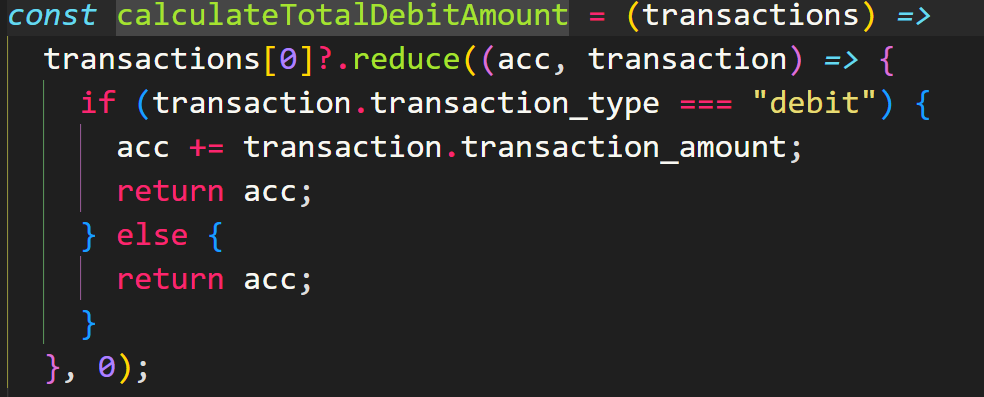 const calculateTotalDebitAmount = (transactions) =>
transactions[0]?.reduce((acc, transaction) => {
if (transaction.transaction_type === "debit") {
acc += transaction.transaction_amount;
return acc;
} else {
return acc;
}
}, 0);